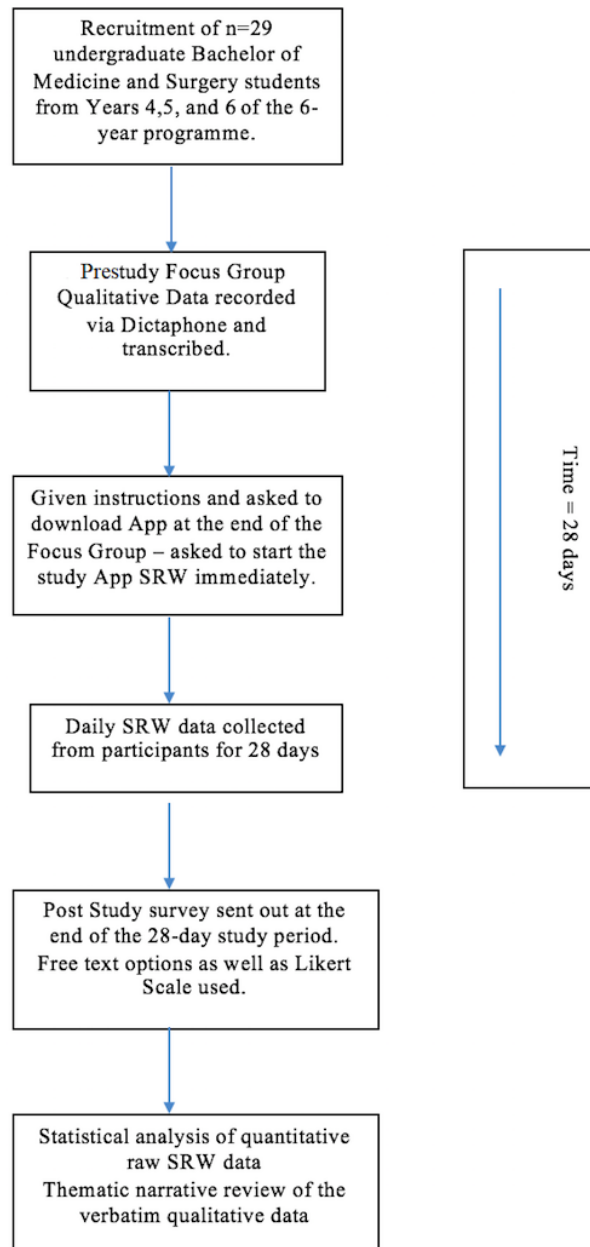 Recruitment of n=29
undergraduate Bachelor of
Medicine and Surgery students
from Years 4,5, and 6 of the 6-
year programme.
Prestudy Focus Group
Qualitative Data recorded
via Dictaphone and
transcribed.
Given instructions and asked to
download App at the end of the
Focus Group – asked to start the
study App SRW immediately.
Daily SRW data collected
from participants for 28 days
Post Study survey sent out at the
end of the 28-day study period.
Free text options as well as Likert
Scale used.
Statistical analysis of quantitative
raw SRW data
Thematic narrative review of the
verbatim qualitative data
Time = 28 days